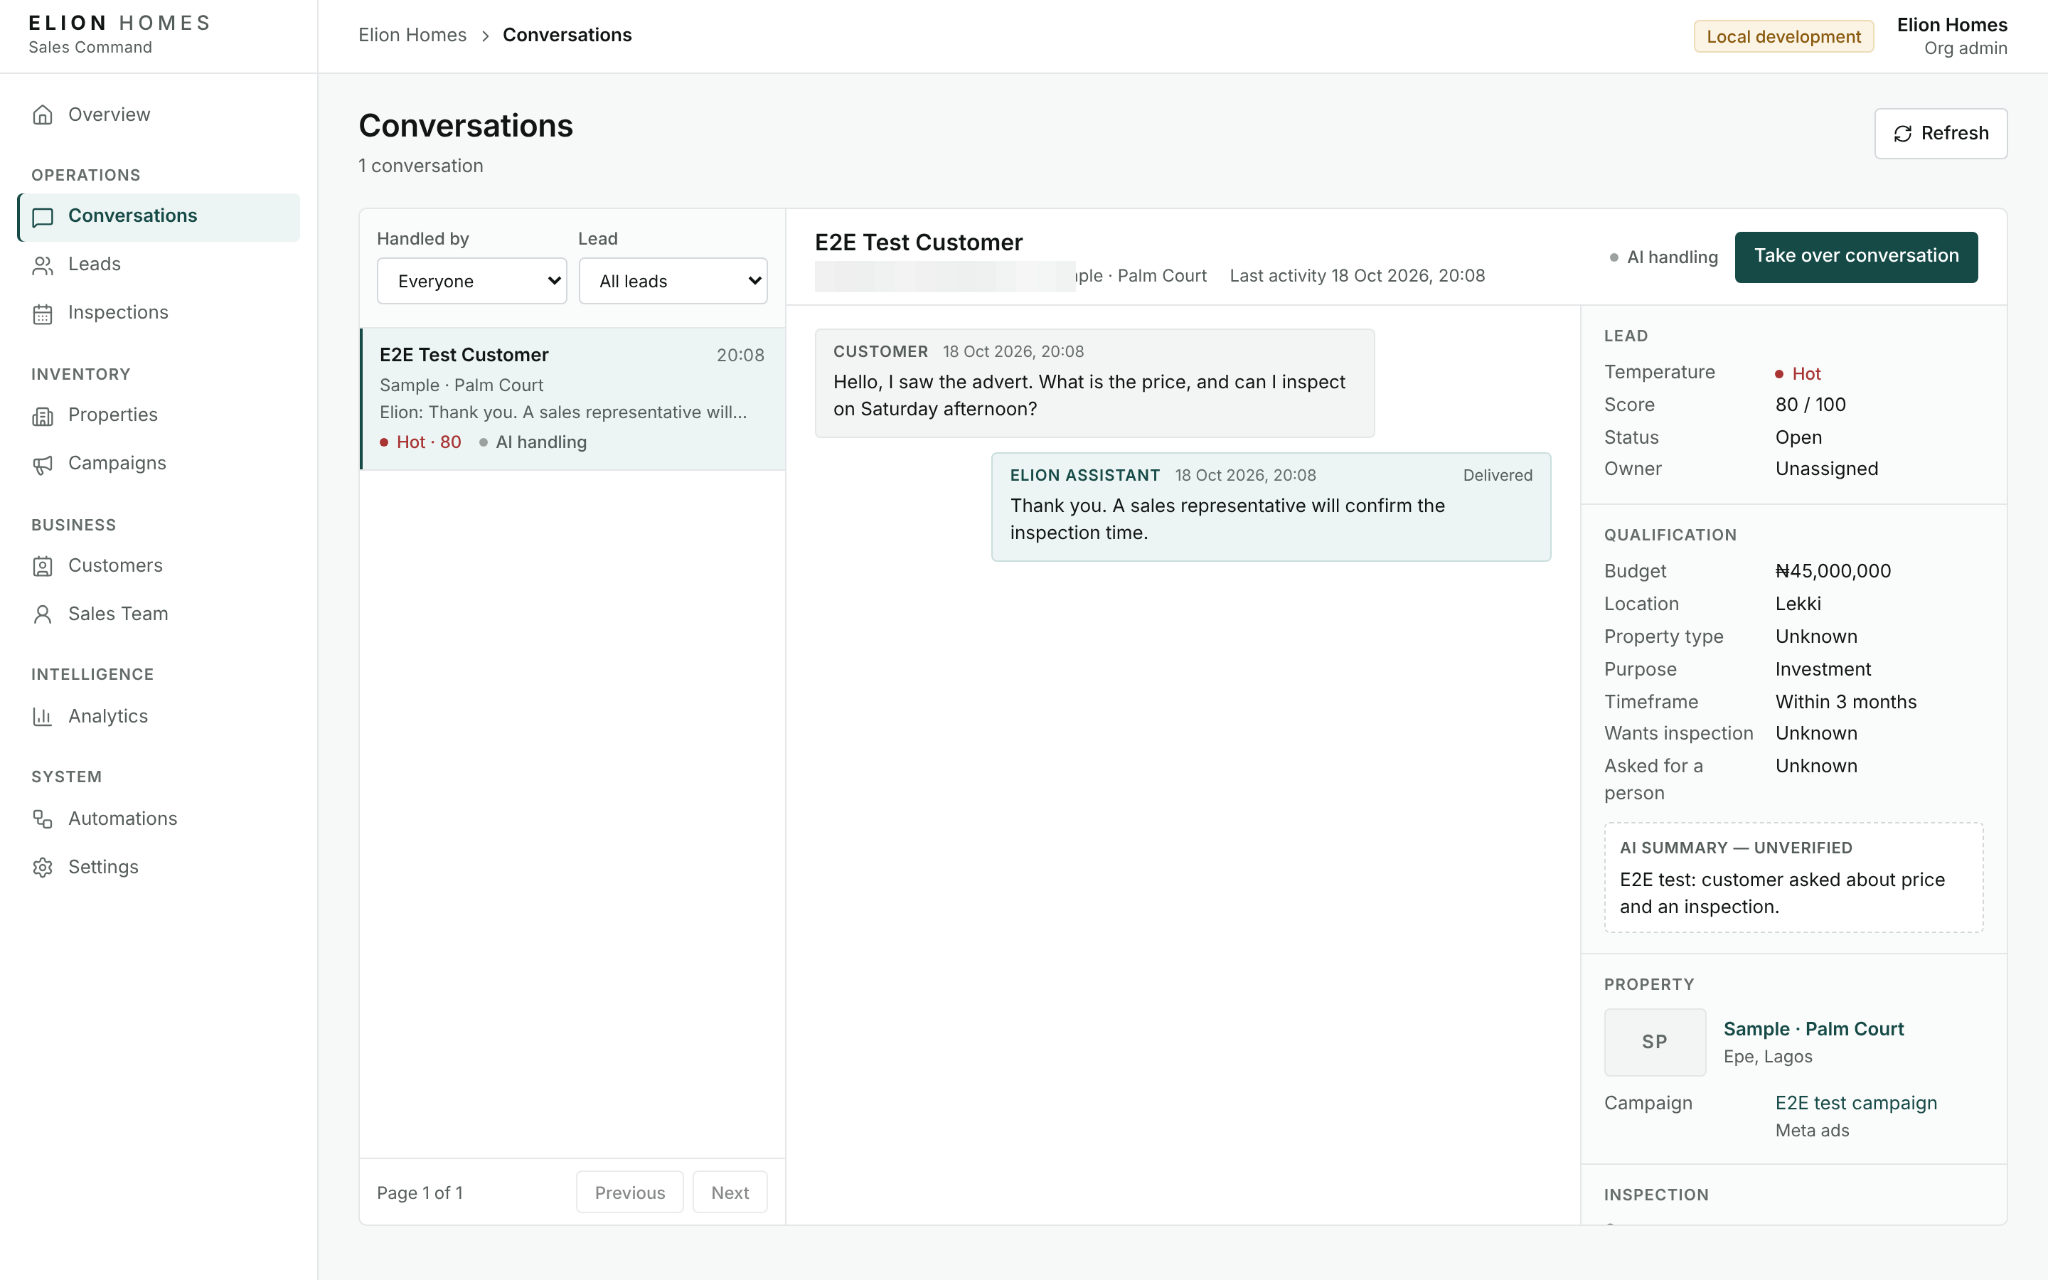 ELION HOMES
Sales Command
Overview
OPERATIONS
Conversations
Leads
Inspections
INVENTORY
Properties
Campaigns
BUSINESS
Customers
Sales Team
INTELLIGENCE
Analytics
SYSTEM
Automations
Settings
Elion Homes > Conversations
Local development
Elion Homes
Org admin
Conversations
1 conversation
Refresh
Handled by
Lead
Everyone
All leads
E2E Test Customer 20:08
Sample · Palm Court
Elion: Thank you. A sales representative will...
Hot · 80 AI handling
Page 1 of 1
Previous
Next
E2E Test Customer
· Palm Court Last activity 18 Oct 2026, 20:08
AI handling
Take over conversation
CUSTOMER 18 Oct 2026, 20:08
Hello, I saw the advert. What is the price, and can I inspect
on Saturday afternoon?
ELION ASSISTANT 18 Oct 2026, 20:08 Delivered
Thank you. A sales representative will confirm the
inspection time.
LEAD
Temperature Hot
Score 80 / 100
Status Open
Owner Unassigned
QUALIFICATION
Budget ₦45,000,000
Location Lekki
Property type Unknown
Purpose Investment
Timeframe Within 3 months
Wants inspection Unknown
Asked for a Unknown
person
AI SUMMARY — UNVERIFIED
E2E test: customer asked about price
and an inspection.
PROPERTY
SP
Sample · Palm Court
Epe, Lagos
Campaign E2E test campaign
Meta ads
INSPECTION